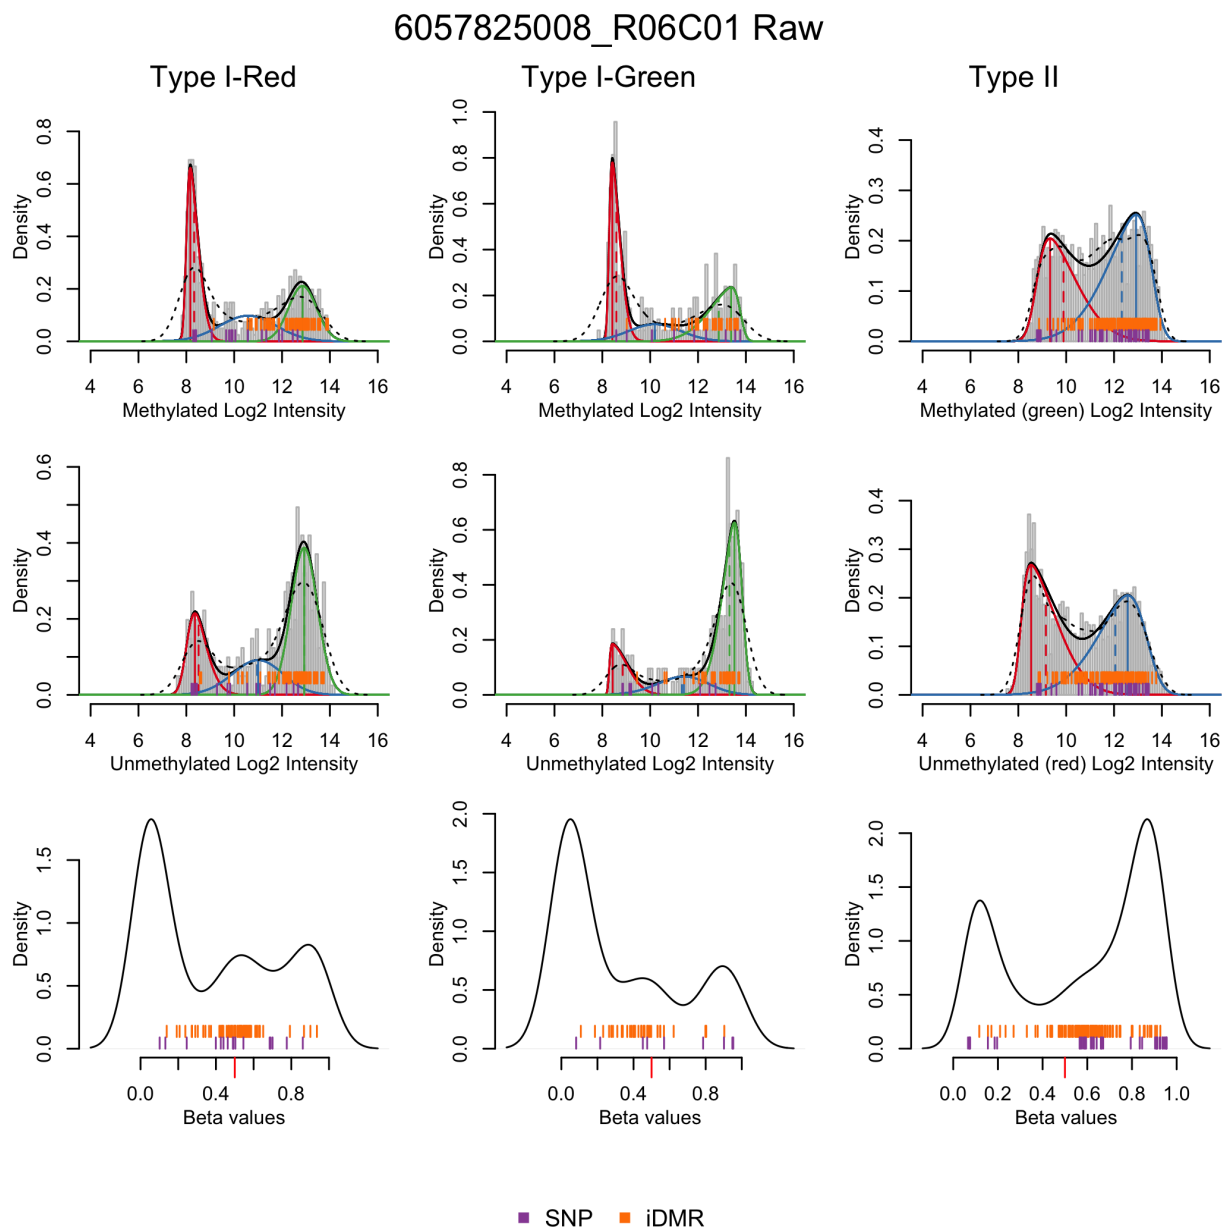 6057825008_R06C01 Raw
Type I-Red
Type I-Green
Type II
Density
0.0 0.2 0.4 0.6 0.8
4 6 8 10 12 14 16
Methylated Log2 Intensity
Density
0.0 0.2 0.4 0.6 0.8 1.0
4 6 8 10 12 14 16
Methylated Log2 Intensity
Density
0.0 0.1 0.2 0.3 0.4
4 6 8 10 12 14 16
Methylated (green) Log2 Intensity
Density
0.0 0.2 0.4 0.6
4 6 8 10 12 14 16
Unmethylated Log2 Intensity
Density
0.0 0.2 0.4 0.6 0.8
4 6 8 10 12 14 16
Unmethylated Log2 Intensity
Density
0.0 0.1 0.2 0.3 0.4
4 6 8 10 12 14 16
Unmethylated (red) Log2 Intensity
Density
0.0 0.5 1.0 1.5
0.0 0.4 0.8
Beta values
Density
0.0 0.5 1.0 1.5 2.0
0.0 0.4 0.8
Beta values
Density
0.0 0.5 1.0 1.5 2.0
0.0 0.2 0.4 0.6 0.8 1.0
Beta values
SNP iDMR